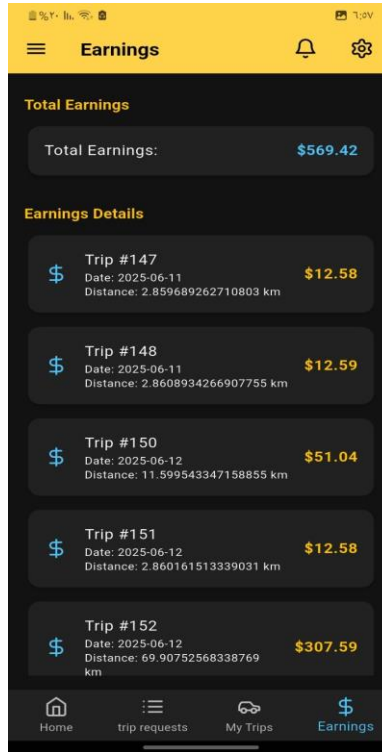 ٪٢٠
٦:٥٧
Earnings
Total Earnings
Total Earnings:
$569.42
Earnings Details
Trip #147
Date: 2025-06-11
Distance: 2.859689262710803 km
$12.58
Trip #148
Date: 2025-06-11
Distance: 2.8608934266907755 km
$12.59
Trip #150
Date: 2025-06-12
Distance: 11.599543347158855 km
$51.04
Trip #151
Date: 2025-06-12
Distance: 2.860161513339031 km
$12.58
Trip #152
Date: 2025-06-12
Distance: 69.90752568338769
km
$307.59
Home
trip requests
My Trips
Earnings